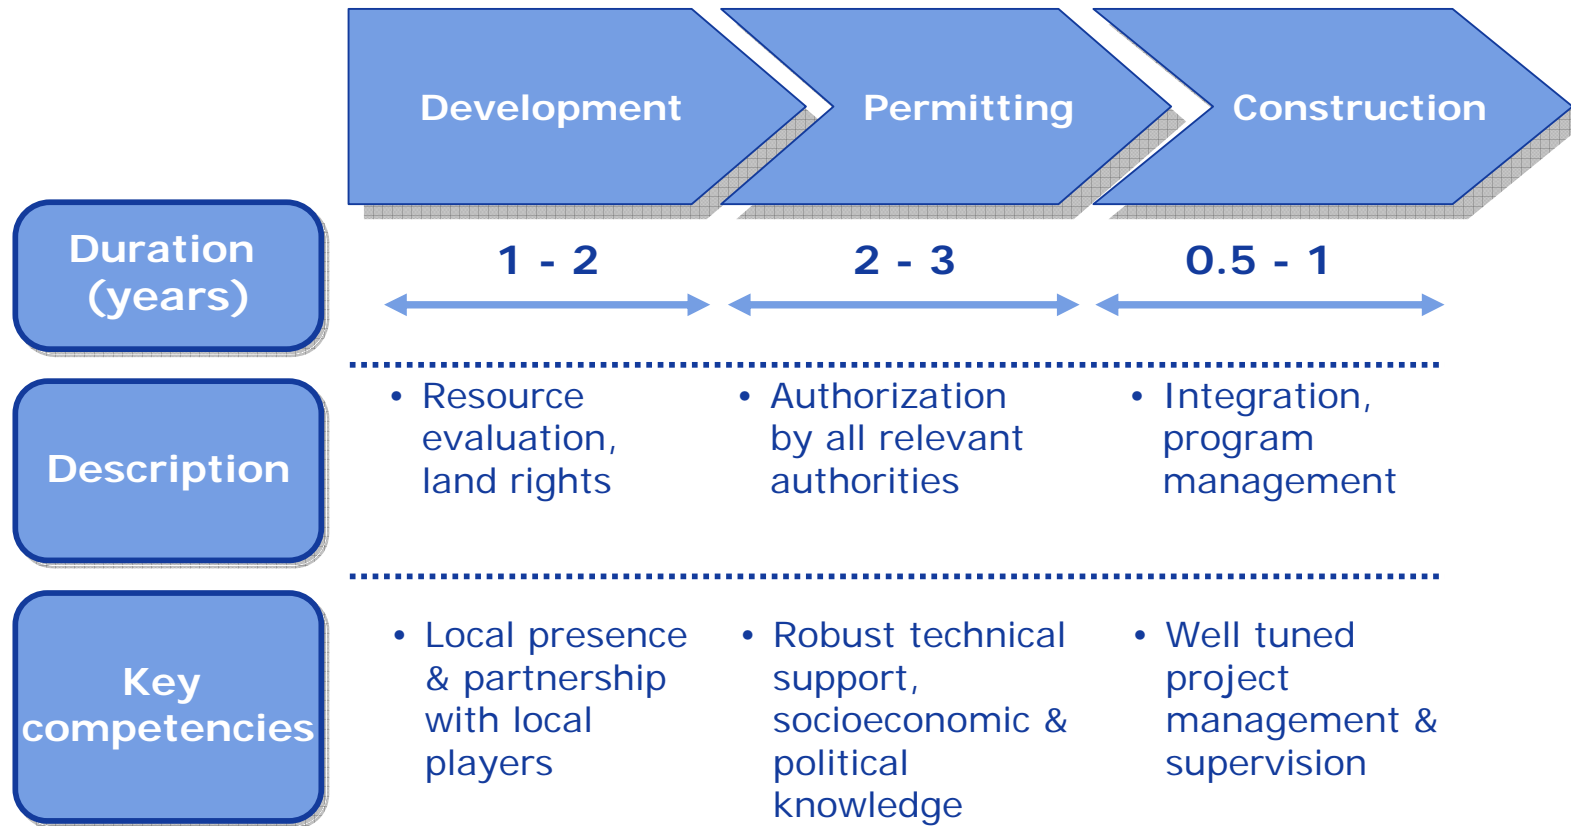 Development
Permitting
Construction
Duration
(years)
1 - 2
2 - 3
0.5 - 1
Description
• Resource
evaluation,
land rights
• Authorization
by all relevant
authorities
• Integration,
program
management
Key
competencies
• Local presence
& partnership
with local
players
• Robust technical
support,
socioeconomic &
political
knowledge
• Well tuned
project
management &
supervision